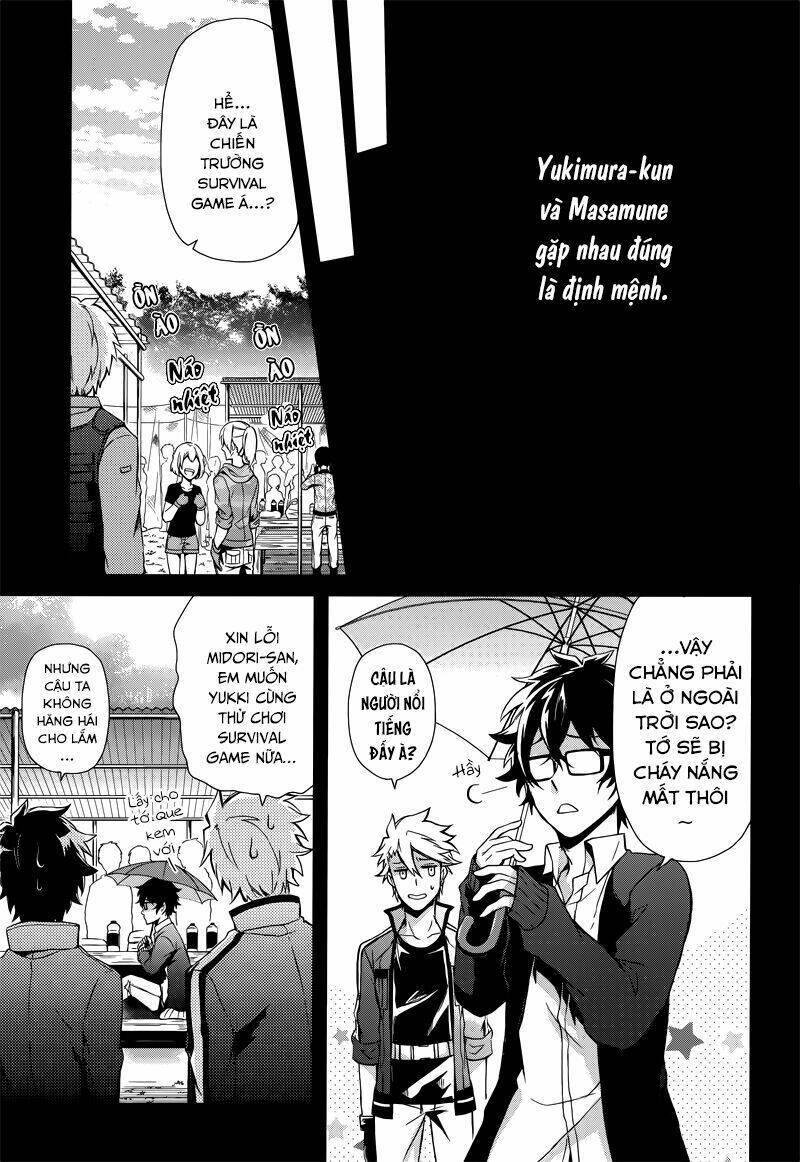 Yukimura-kun
và Masamune
gặp nhau đúng
là định mệnh.
HỂ...
ĐÂY LÀ
CHIẾN
TRƯỜNG
SURVIVAL
GAME Á...?
ỒN
ÀO
Náo
nhiệt
ỒN
ÀO
Náo
nhiệt
...VẬY
CHẲNG PHẢI
LÀ Ở NGOÀI
TRỜI SAO?
TỚ SẼ BỊ
CHÁY NẮNG
MẤT THÔI
~
Hầy
CẬU LÀ
NGƯỜI NỔI
TIẾNG
ĐẤY À?
XIN LỖI
MIDORI-SAN,
EM MUỐN
YUKKI CÙNG
THỬ CHƠI
SURVIVAL
GAME NỮA...
NHƯNG
CẬU TA
KHÔNG
HĂNG HÁI
CHO LẮM
...
Lấy cho
tớ que
kem
với